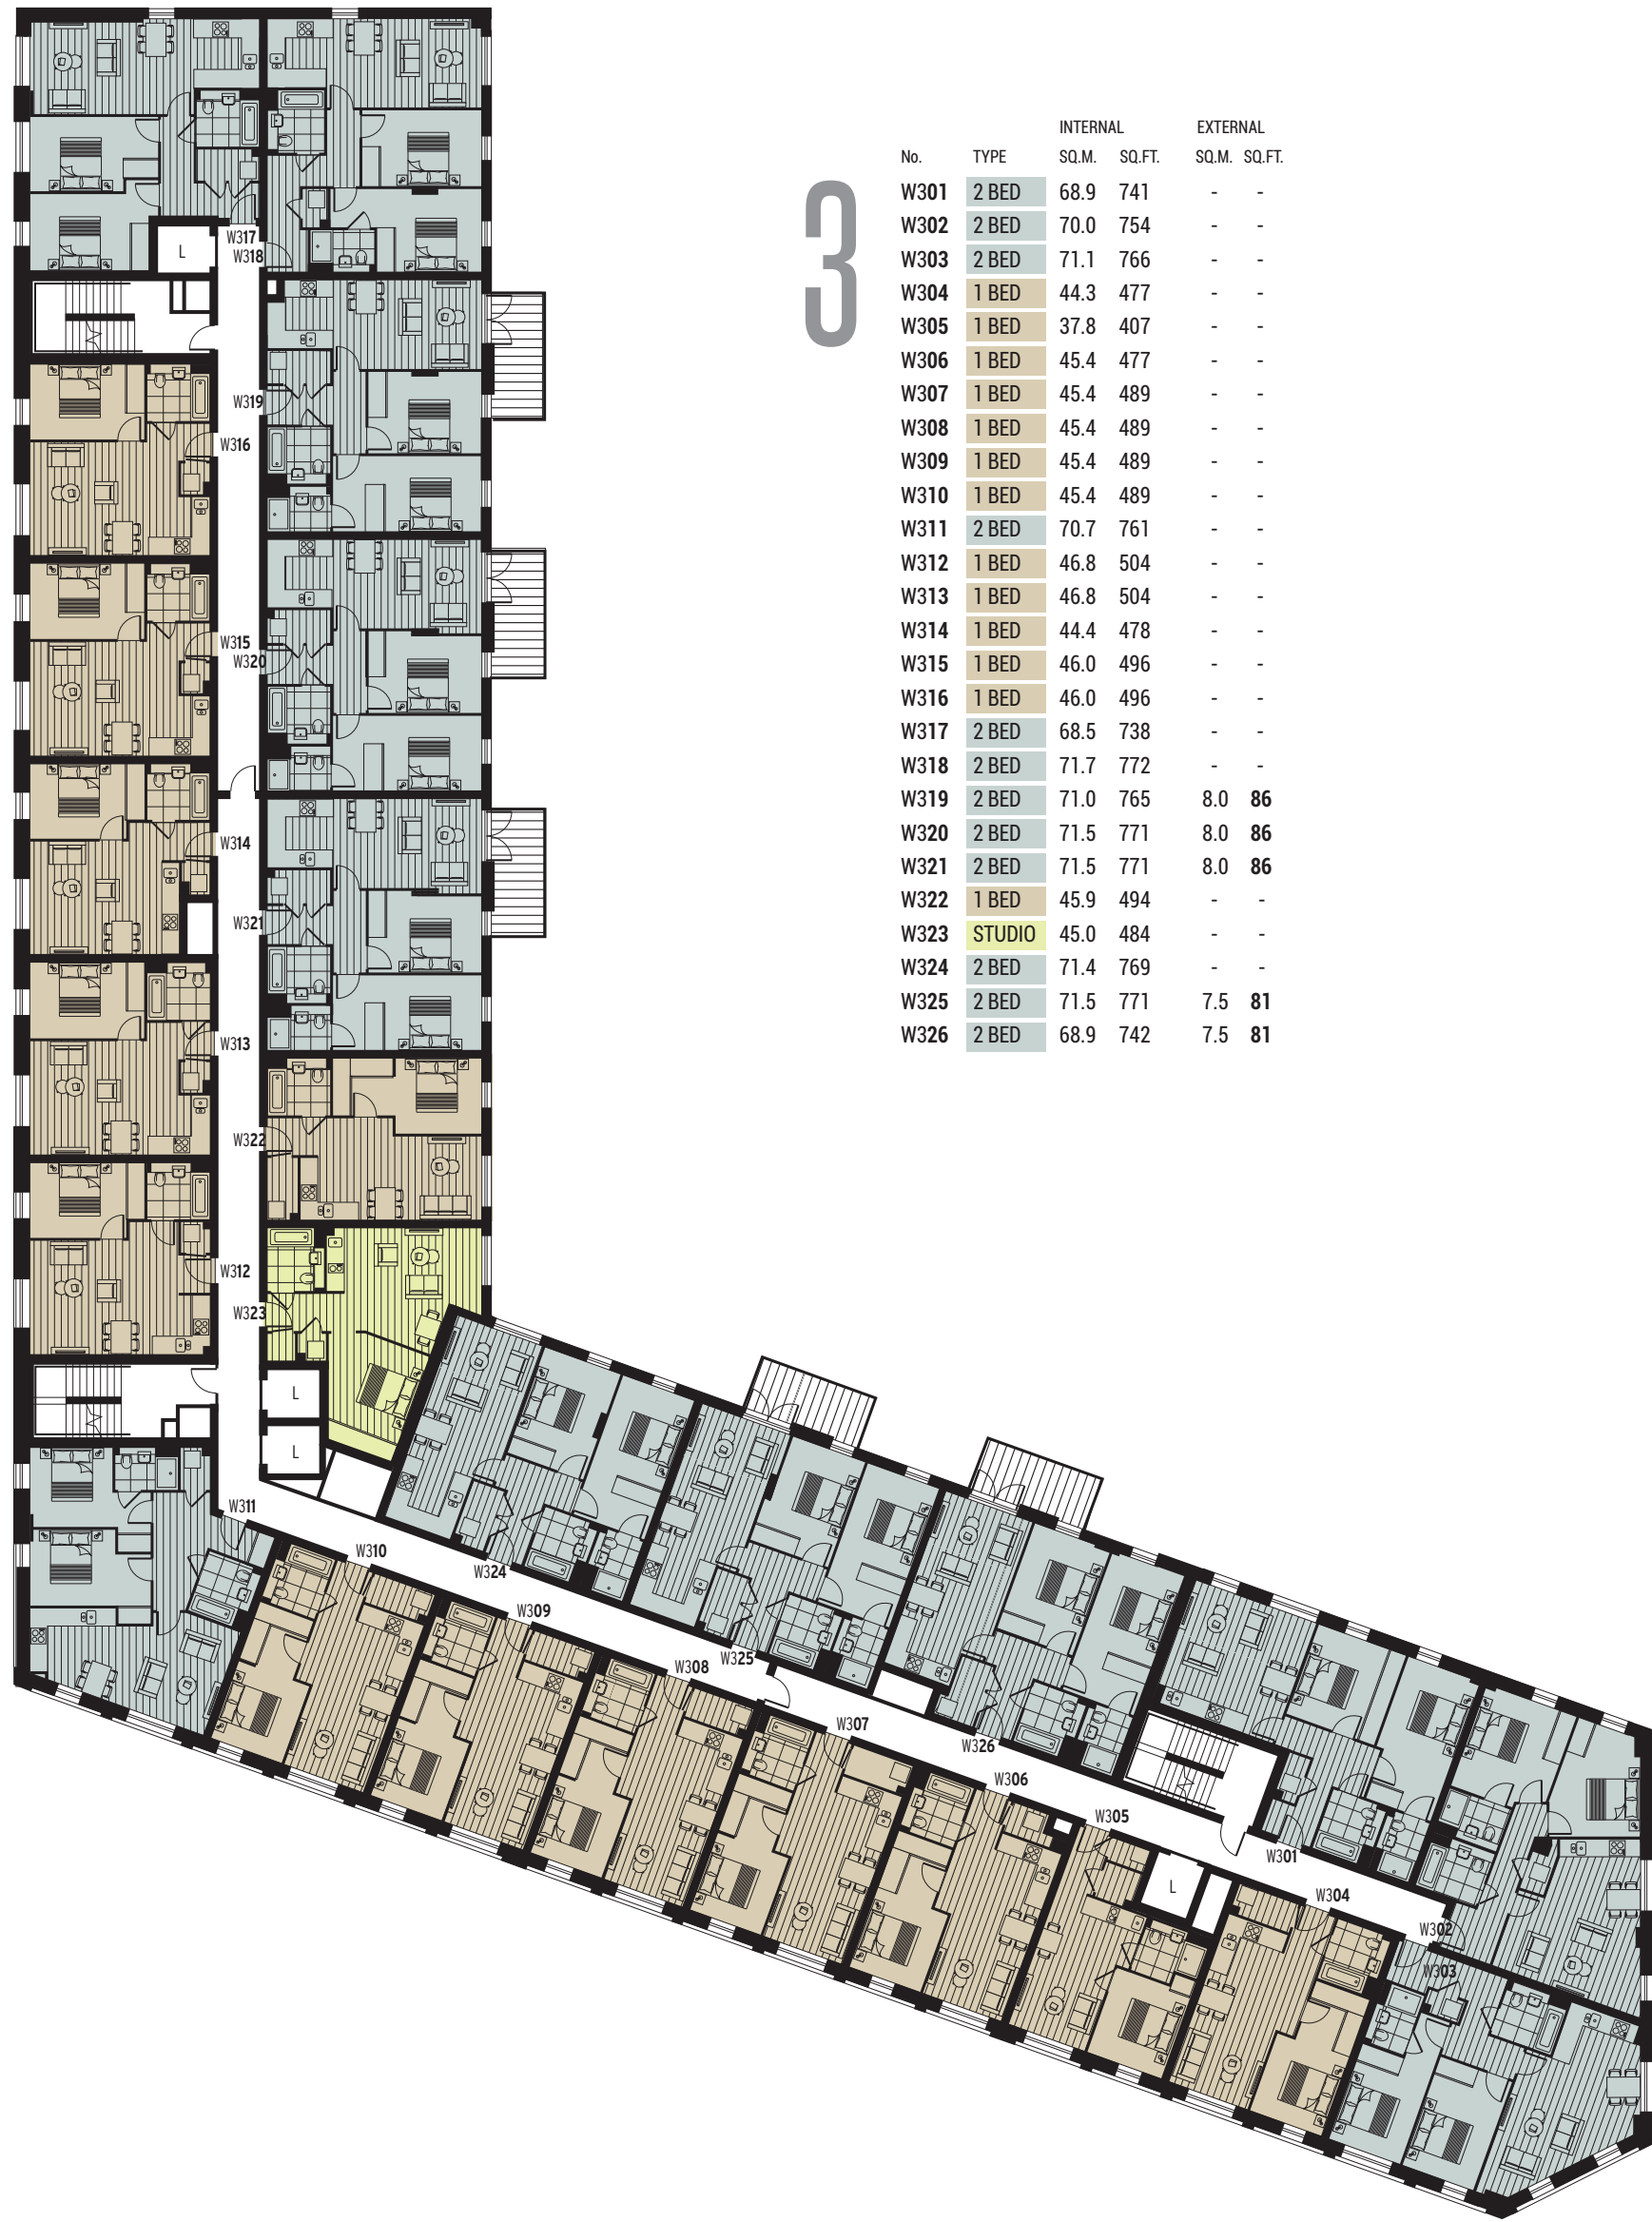 INTERNAL EXTERNAL
No. TYPE SQ.M. SQ.FT. SQ.M. SQ.FT.
3
W301 2 BED 68.9 741 - -
W302 2 BED 70.0 754 - -
W303 2 BED 71.1 766 - -
W304 1 BED 44.3 477 - -
W305 1 BED 37.8 407 - -
W306 1 BED 45.4 477 - -
W307 1 BED 45.4 489 - -
W308 1 BED 45.4 489 - -
W309 1 BED 45.4 489 - -
W310 1 BED 45.4 489 - -
W311 2 BED 70.7 761 - -
W312 1 BED 46.8 504 - -
W313 1 BED 46.8 504 - -
W314 1 BED 44.4 478 - -
W315 1 BED 46.0 496 - -
W316 1 BED 46.0 496 - -
W317 2 BED 68.5 738 - -
W318 2 BED 71.7 772 - -
W319 2 BED 71.0 765 8.0 86
W320 2 BED 71.5 771 8.0 86
W321 2 BED 71.5 771 8.0 86
W322 1 BED 45.9 494 - -
W323 STUDIO 45.0 484 - -
W324 2 BED 71.4 769 - -
W325 2 BED 71.5 771 7.5 81
W326 2 BED 68.9 742 7.5 81
W317
L
W318
W319
W316
W315
W320
W314
W321
W313
W322
W312
W323
L
L
W311
W310
W324
W309
W325
W308
W307
W326
W306
W305
W301
L
W304
W302
W303